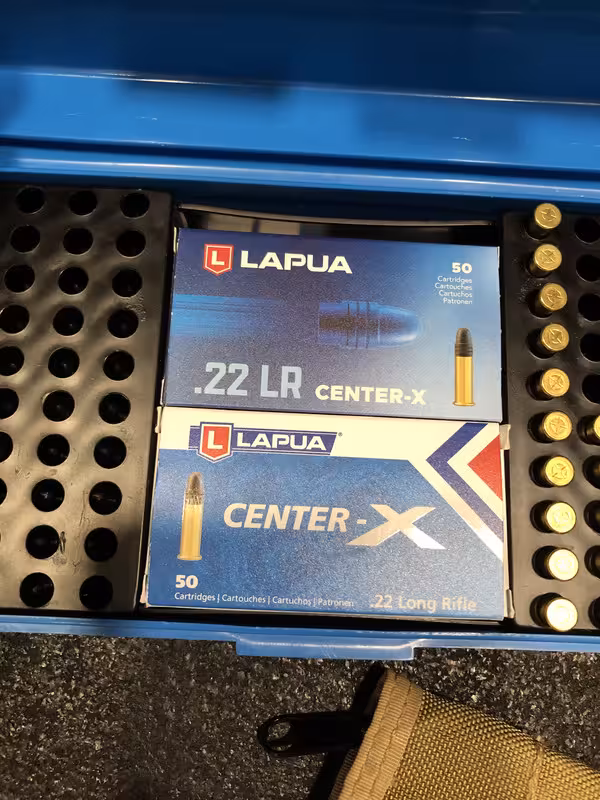 L LAPUA
50
Cartridges
Cartouches
Cartuchos
Patronen
.22 LR CENTER-X
L LAPUA®
CENTER-X
50
Cartridges | Cartouches | Cartuchos | Patronen
.22 Long Rifle